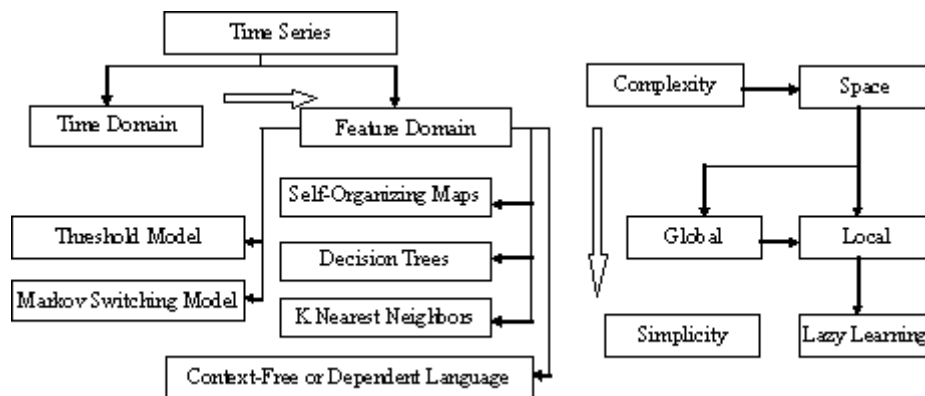 Time Series
Time Domain
Feature Domain
Self-Organizing Maps
Threshold Model
Decision Trees
Markov Switching Model
K Nearest Neighbors
Context-Free or Dependent Language
Complexity
Space
Global
Local
Simplicity
Lazy Learning